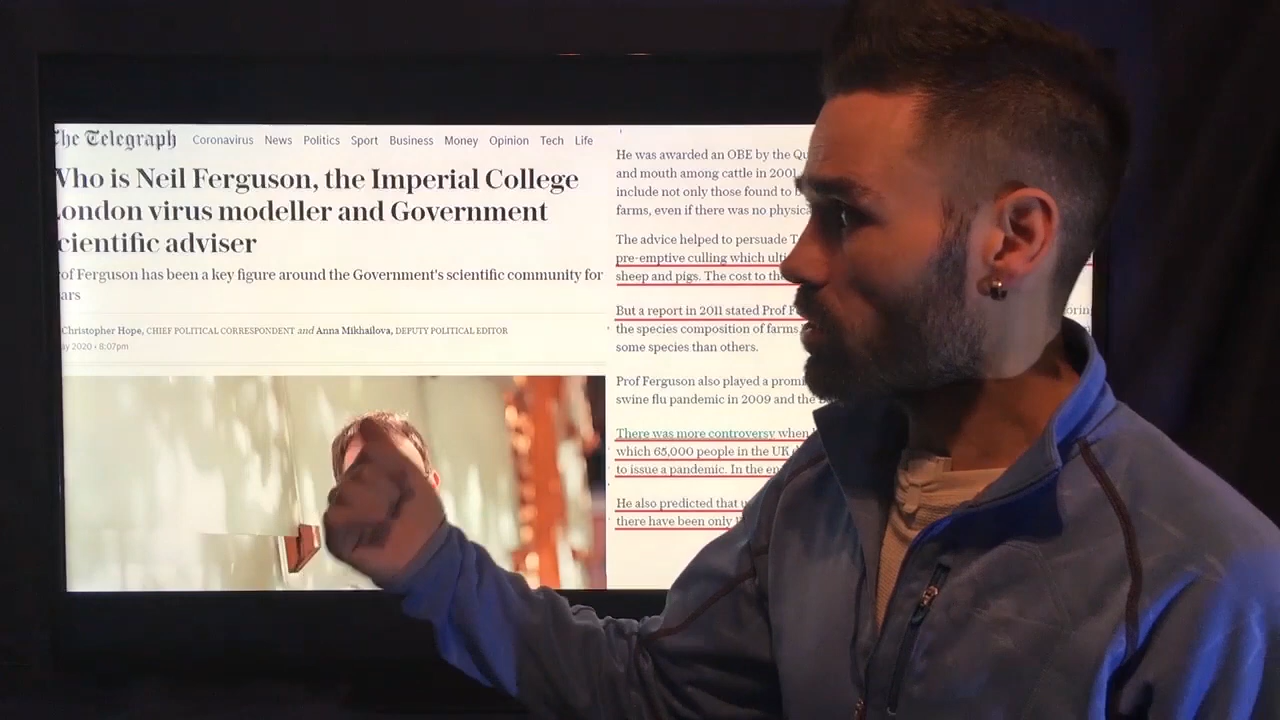 The Telegraph Coronavirus News Politics Sport Business Money Opinion Tech Life
Who is Neil Ferguson, the Imperial College
London virus modeller and Government
scientific adviser
of Ferguson has been a key figure around the Government's scientific community for
ars
Christopher Hope, CHIEF POLITICAL CORRESPONDENT and Anna Mikhailova, DEPUTY POLITICAL EDITOR
ay 2020 • 8:07pm
He was awarded an OBE by the Qu
and mouth among cattle in 2001
include not only those found to b
farms, even if there was no physica
The advice helped to persuade T
pre-emptive culling which ulti
sheep and pigs. The cost to the
But a report in 2011 stated Prof F
the species composition of farms
some species than others.
Prof Ferguson also played a promi
swine flu pandemic in 2009 and the
There was more controversy when
which 65,000 people in the UK
to issue a pandemic. In the en
He also predicted that u
there have been only